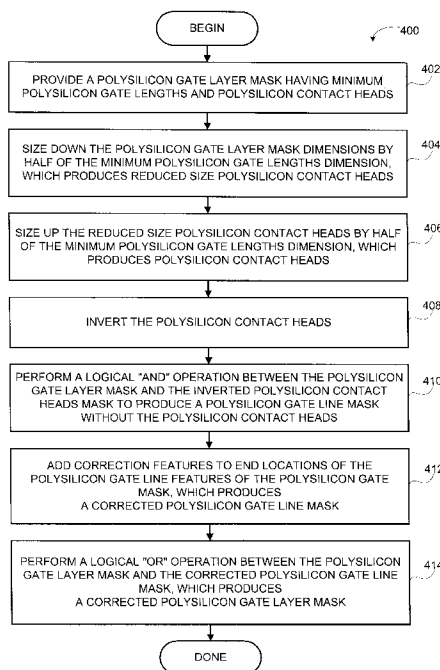 BEGIN
400
PROVIDE A POLYSILICON GATE LAYER MASK HAVING MINIMUM
POLYSILICON GATE LENGTHS AND POLYSILICON CONTACT HEADS
402
SIZE DOWN THE POLYSILICON GATE LAYER MASK DIMENSIONS BY
HALF OF THE MINIMUM POLYSILICON GATE LENGTHS DIMENSION,
WHICH PRODUCES REDUCED SIZE POLYSILICON CONTACT HEADS
404
SIZE UP THE REDUCED SIZE POLYSILICON CONTACT HEADS BY HALF
OF THE MINIMUM POLYSILICON GATE LENGTHS DIMENSION, WHICH
PRODUCES POLYSILICON CONTACT HEADS
406
INVERT THE POLYSILICON CONTACT HEADS
408
PERFORM A LOGICAL "AND" OPERATION BETWEEN THE POLYSILICON
GATE LAYER MASK AND THE INVERTED POLYSILICON CONTACT
HEADS MASK TO PRODUCE A POLYSILICON GATE LINE MASK
WITHOUT THE POLYSILICON CONTACT HEADS
410
ADD CORRECTION FEATURES TO END LOCATIONS OF THE
POLYSILICON GATE LINE FEATURES OF THE POLYSILICON GATE
MASK, WHICH PRODUCES
A CORRECTED POLYSILICON GATE LINE MASK
412
PERFORM A LOGICAL "OR" OPERATION BETWEEN THE POLYSILICON
GATE LAYER MASK AND THE CORRECTED POLYSILICON GATE LINE
MASK, WHICH PRODUCES
A CORRECTED POLYSILICON GATE LAYER MASK
414
DONE